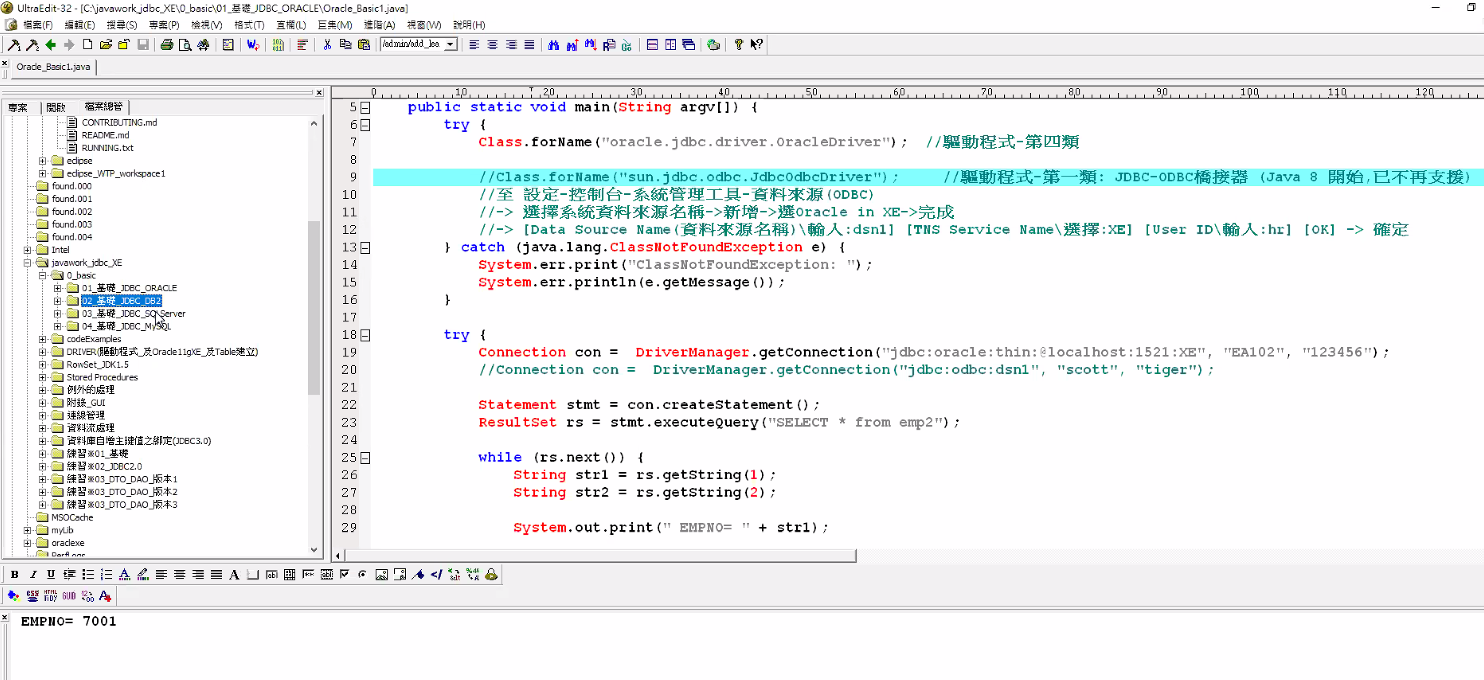 UltraEdit-32 - [C:\javawork_jdbc_XE\0_basic\01_基礎_JDBC_ORACLE\Oracle_Basic1.java]
檔案(F) 編輯(E) 搜尋(S) 專案(P) 檢視(V) 格式(T) 直欄(L) 巨集(M) 進階(A) 視窗(W) 說明(H)
/admin/add_lea
Oracle_Basic1.java
專案 開啟 檔案總管
CONTRIBUTING.md
README.md
RUNNING.txt
eclipse
eclipse_WTP_workspace1
found.000
found.001
found.002
found.003
found.004
Intel
javawork_jdbc_XE
0_basic
01_基礎_JDBC_ORACLE
02_基礎_JDBC_DB2
03_基礎_JDBC_SQLServer
04_基礎_JDBC_MySQL
codeExamples
DRIVER(驅動程式_及Oracle11gXE_及Table建立)
RowSet_JDK1.5
Stored Procedures
例外的處理
附錄_GUI
連線管理
資料流處理
資料庫自增主鍵值之綁定(JDBC3.0)
練習※01_基礎
練習※02_JDBC2.0
練習※03_DTO_DAO_版本1
練習※03_DTO_DAO_版本2
練習※03_DTO_DAO_版本3
MSOCache
myLib
oraclexe
PerfLogs
0 10 20 30 40 50 60 70 80 90 100 110 120
5 public static void main(String argv[]) {
6 try {
7 Class.forName("oracle.jdbc.driver.OracleDriver"); //驅動程式-第四類
8
9 //Class.forName("sun.jdbc.odbc.JdbcOdbcDriver"); //驅動程式-第一類: JDBC-ODBC橋接器 (Java 8 開始,已不再支援)
10 //至 設定-控制台-系統管理工具-資料來源(ODBC)
11 //-> 選擇系統資料來源名稱->新增->選Oracle in XE->完成
12 //-> [Data Source Name(資料來源名稱)\輸入:dsn1] [TNS Service Name\選擇:XE] [User ID\輸入:hr] [OK] -> 確定
13 } catch (java.lang.ClassNotFoundException e) {
14 System.err.print("ClassNotFoundException: ");
15 System.err.println(e.getMessage());
16 }
17
18 try {
19 Connection con = DriverManager.getConnection("jdbc:oracle:thin:@localhost:1521:XE", "EA102", "123456");
20 //Connection con = DriverManager.getConnection("jdbc:odbc:dsn1", "scott", "tiger");
21
22 Statement stmt = con.createStatement();
23 ResultSet rs = stmt.executeQuery("SELECT * from emp2");
24
25 while (rs.next()) {
26 String str1 = rs.getString(1);
27 String str2 = rs.getString(2);
28
29 System.out.print(" EMPNO= " + str1);
B I U
EMPNO= 7001